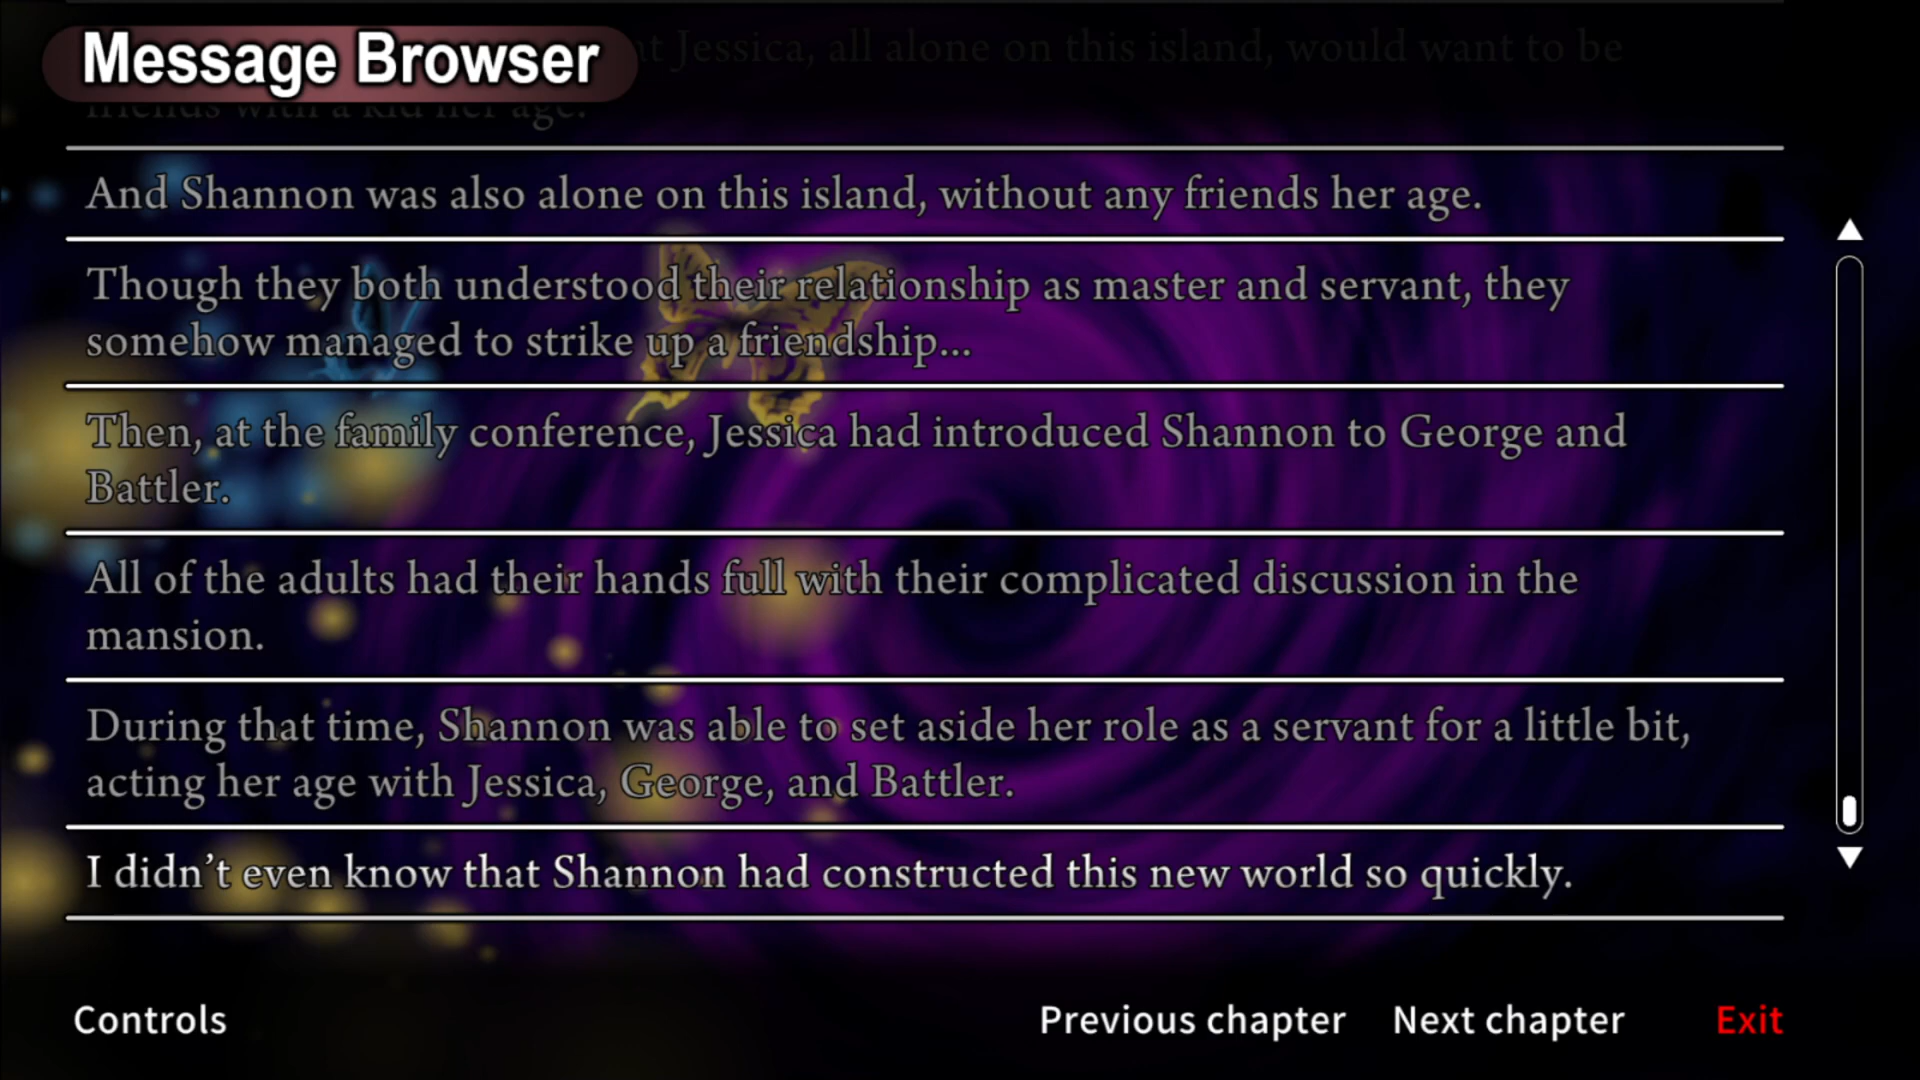 Message Browser
Jessica, all alone on this island, would want to be
friends with a kid her age.
And Shannon was also alone on this island, without any friends her age.
Though they both understood their relationship as master and servant, they
somehow managed to strike up a friendship...
Then, at the family conference, Jessica had introduced Shannon to George and
Battler.
All of the adults had their hands full with their complicated discussion in the
mansion.
During that time, Shannon was able to set aside her role as a servant for a little bit,
acting her age with Jessica, George, and Battler.
I didn’t even know that Shannon had constructed this new world so quickly.
Controls
Previous chapter
Next chapter
Exit